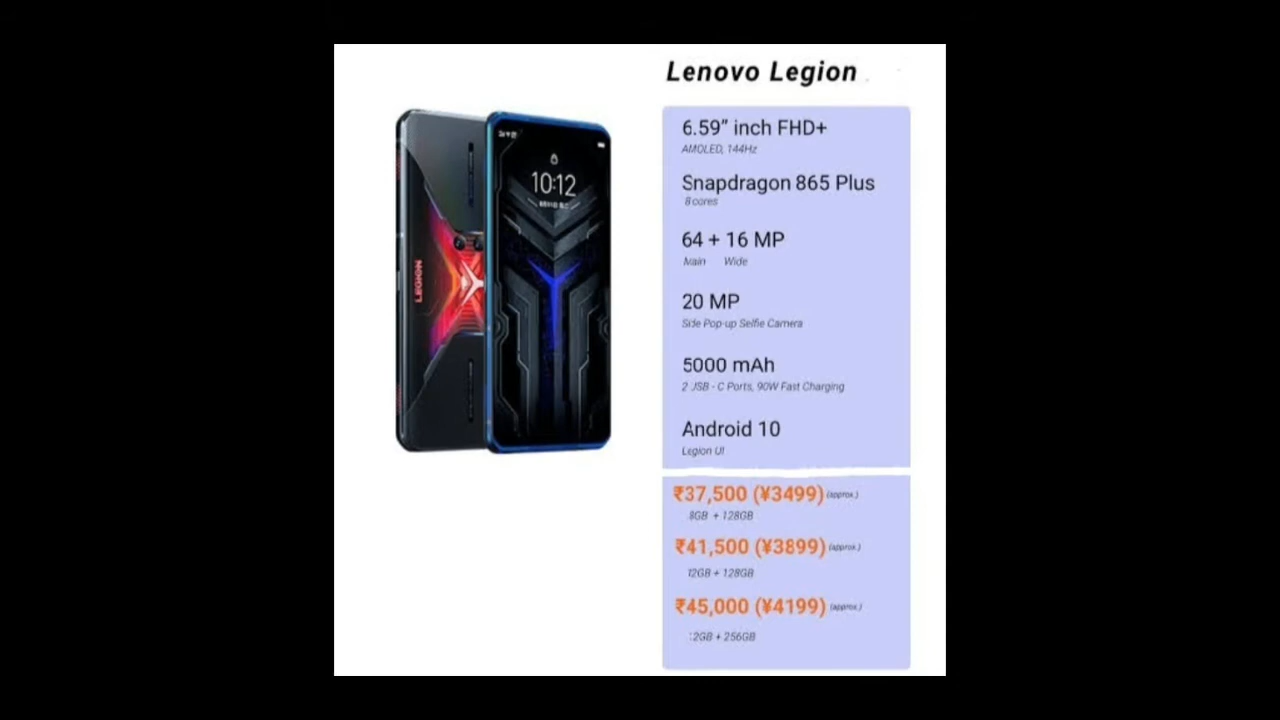 Lenovo Legion
6.59” inch FHD+
AMOLED, 144Hz
Snapdragon 865 Plus
8 cores
64 + 16 MP
Main Wide
20 MP
Side Pop-up Selfie Camera
5000 mAh
2 USB - C Ports, 90W Fast Charging
Android 10
Legion UI
₹37,500 (¥3499) (approx.)
8GB + 128GB
₹41,500 (¥3899) (approx.)
12GB + 128GB
₹45,000 (¥4199) (approx.)
12GB + 256GB
LEGION
10:12